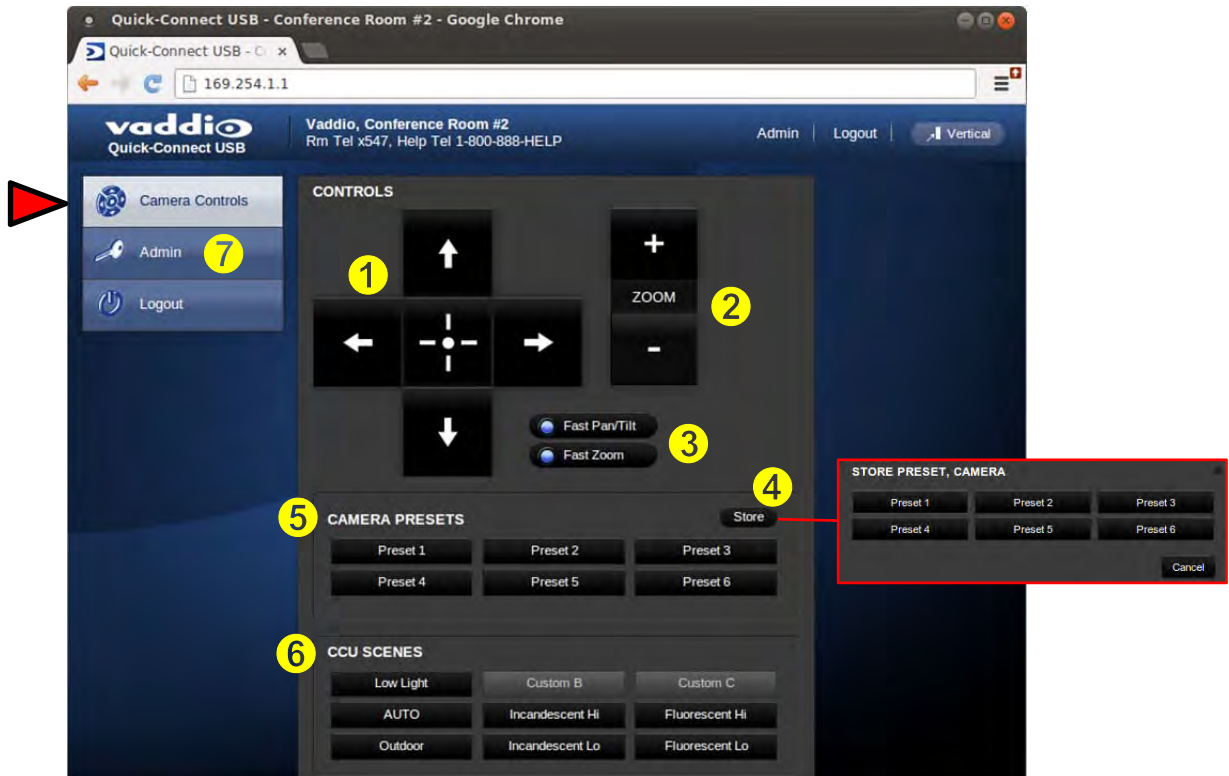 Quick-Connect USB - Conference Room #2 - Google Chrome
Quick-Connect USB - C
169.254.1.1
vaddio
Quick-Connect USB
Vaddio, Conference Room #2
Rm Tel x547, Help Tel 1-800-888-HELP
Admin
Logout
Vertical
Camera Controls
Admin
7
Logout
CONTROLS
1
+
ZOOM
-
2
Fast Pan/Tilt
Fast Zoom
3
4
5
CAMERA PRESETS
Store
Preset 1 Preset 2 Preset 3
Preset 4 Preset 5 Preset 6
STORE PRESET, CAMERA
Preset 1 Preset 2 Preset 3
Preset 4 Preset 5 Preset 6
Cancel
6
CCU SCENES
Low Light Custom B Custom C
AUTO Incandescent Hi Fluorescent Hi
Outdoor Incandescent Lo Fluorescent Lo